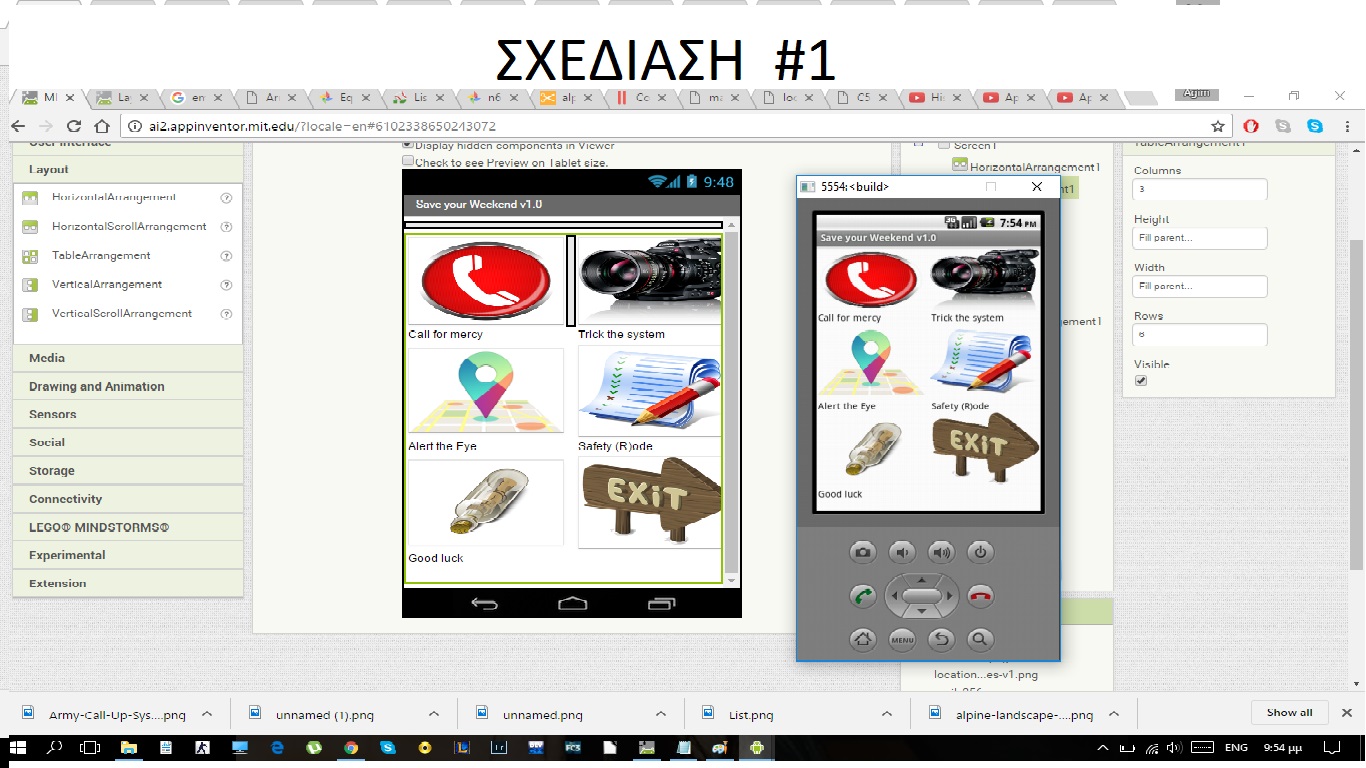 ΣΧΕΔΙΑΣΗ #1
MI
La
en
Ar
Eq
Lis
n6
alp
Co
ma
loc
C5
His
Ap
Ap
Agim
ai2.appinventor.mit.edu/?locale=en#6102338650243072
User Interface
Layout
HorizontalArrangement
HorizontalScrollArrangement
TableArrangement
VerticalArrangement
VerticalScrollArrangement
Media
Drawing and Animation
Sensors
Social
Storage
Connectivity
LEGO® MINDSTORMS®
Experimental
Extension
Display hidden components in Viewer
Check to see Preview on Tablet size.
9:48
Save your Weekend v1.0
Call for mercy
Trick the system
Alert the Eye
Safety (R)ode
EXiT
Good luck
Screen1
HorizontalArrangement1
nt1
ement1
5554:<build>
3G
7:54 PM
Save your Weekend v1.0
Call for mercy
Trick the system
Alert the Eye
Safety (R)ode
EXiT
Good luck
MENU
location...es-v1.png
TableArrangement1
Columns
3
Height
Fill parent...
Width
Fill parent...
Rows
6
Visible
Army-Call-Up-Sys....png
unnamed (1).png
unnamed.png
List.png
alpine-landscape-....png
Show all
ENG
9:54 μμ